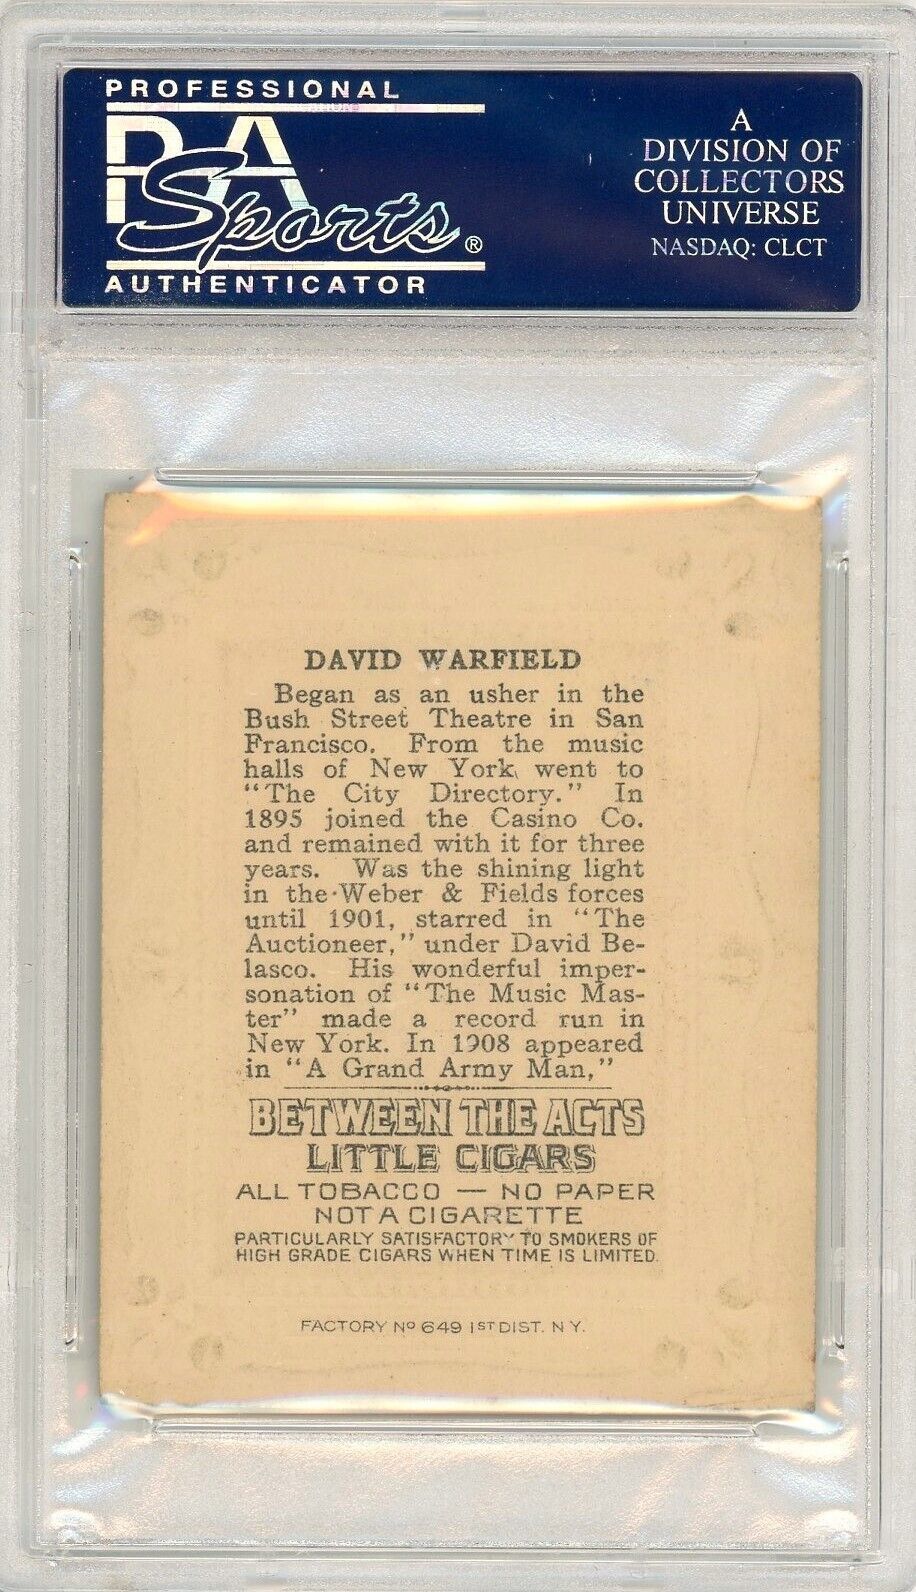 PROFESSIONAL
PSA
Sports®
AUTHENTICATOR
A
DIVISION OF
COLLECTORS
UNIVERSE
NASDAQ: CLCT
DAVID WARFIELD
Began as an usher in the
Bush Street Theatre in San
Francisco. From the music
halls of New York, went to
"The City Directory." In
1895 joined the Casino Co.
and remained with it for three
years. Was the shining light
in the Weber & Fields forces
until 1901, starred in "The
Auctioneer," under David Be-
lasco. His wonderful imper-
sonation of "The Music Mas-
ter" made a record run in
New York. In 1908 appeared
in "A Grand Army Man,"
BETWEEN THE ACTS
LITTLE CIGARS
ALL TOBACCO — NO PAPER
NOT A CIGARETTE
PARTICULARLY SATISFACTORY TO SMOKERS OF
HIGH GRADE CIGARS WHEN TIME IS LIMITED.
FACTORY No 649 1ST DIST. N.Y.